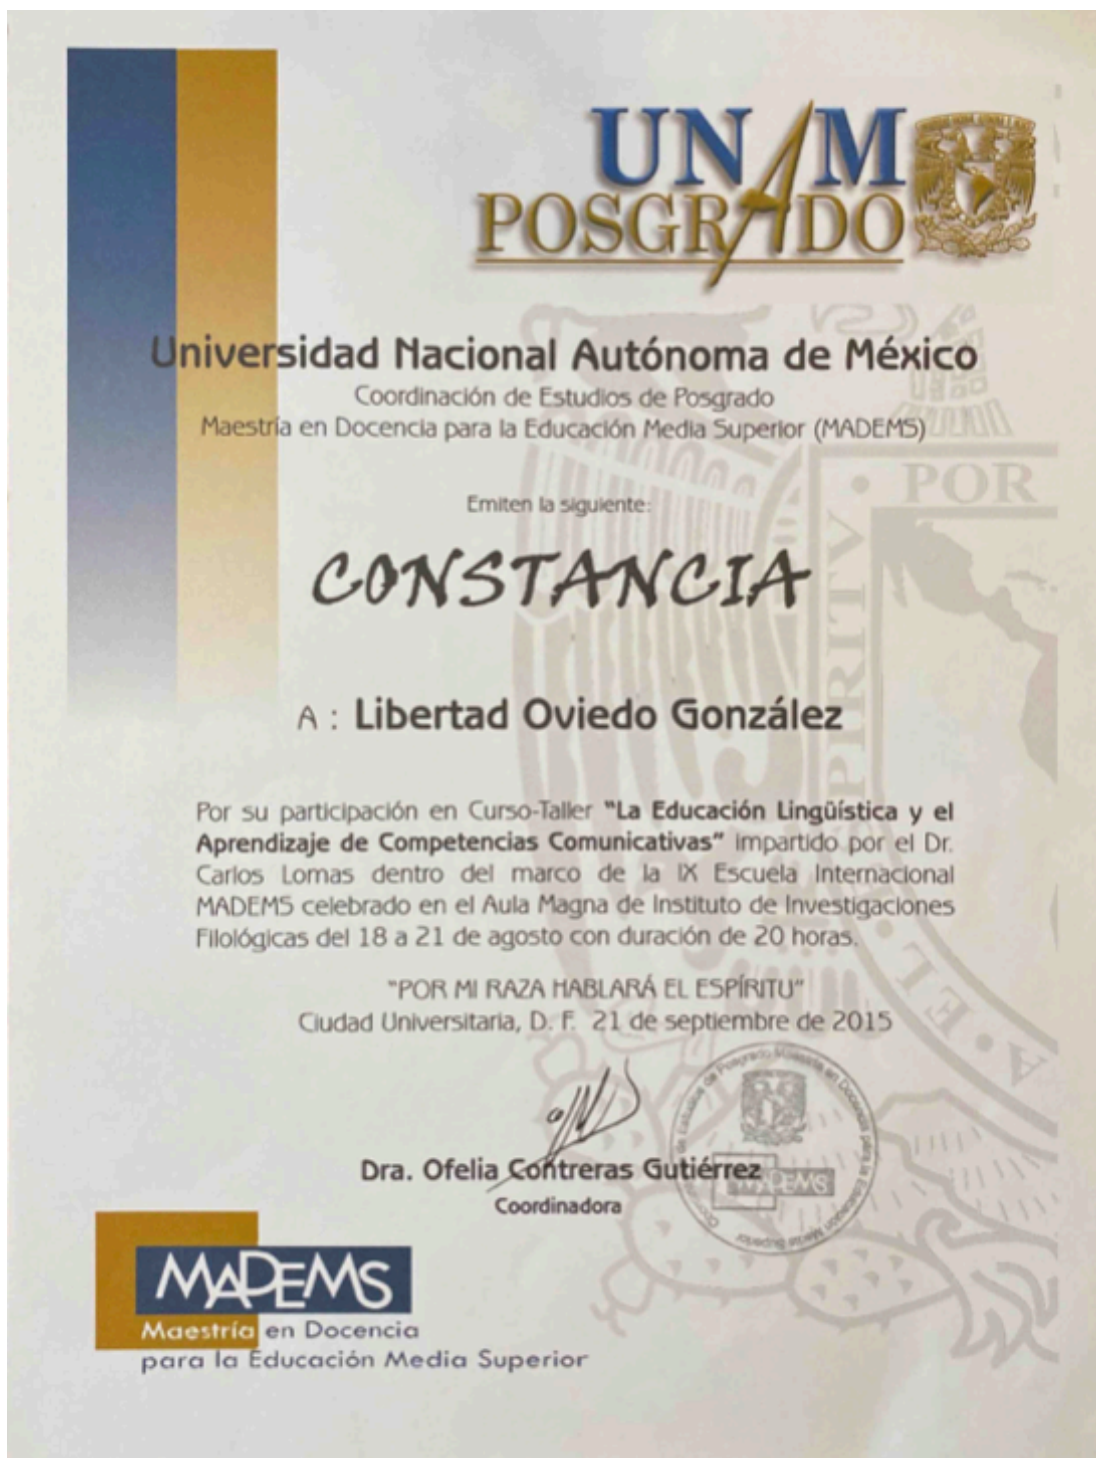 UNAM
POSGRADO
Universidad Nacional Autónoma de México
Coordinación de Estudios de Posgrado
Maestría en Docencia para la Educación Media Superior (MADEMS)
Emiten la siguiente:
CONSTANCIA
A : Libertad Oviedo González
Por su participación en Curso-Taller "La Educación Lingüística y el
Aprendizaje de Competencias Comunicativas" impartido por el Dr.
Carlos Lomas dentro del marco de la IX Escuela Internacional
MADEMS celebrado en el Aula Magna de Instituto de Investigaciones
Filológicas del 18 a 21 de agosto con duración de 20 horas.
"POR MI RAZA HABLARÁ EL ESPÍRITU"
Ciudad Universitaria, D. F. 21 de septiembre de 2015
Dra. Ofelia Contreras Gutiérrez
Coordinadora
MADEMS
MADEMS
Maestría en Docencia
para la Educación Media Superior
POR
EL